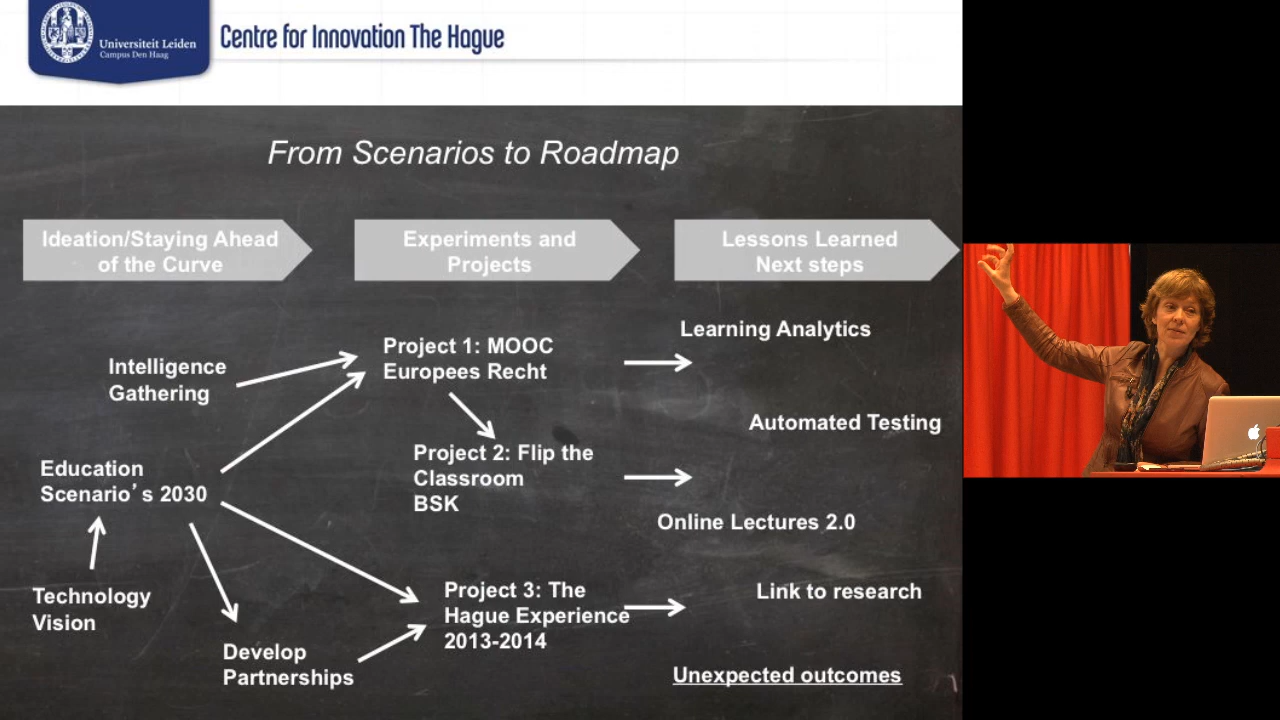 Universiteit Leiden
Campus Den Haag
Centre for Innovation The Hague
From Scenarios to Roadmap
Ideation/Staying Ahead
of the Curve
Experiments and
Projects
Lessons Learned
Next steps
Intelligence
Gathering
Education
Scenario's 2030
Technology
Vision
Develop
Partnerships
Project 1: MOOC
Europees Recht
Project 2: Flip the
Classroom
BSK
Project 3: The
Hague Experience
2013-2014
Learning Analytics
Automated Testing
Online Lectures 2.0
Link to research
Unexpected outcomes